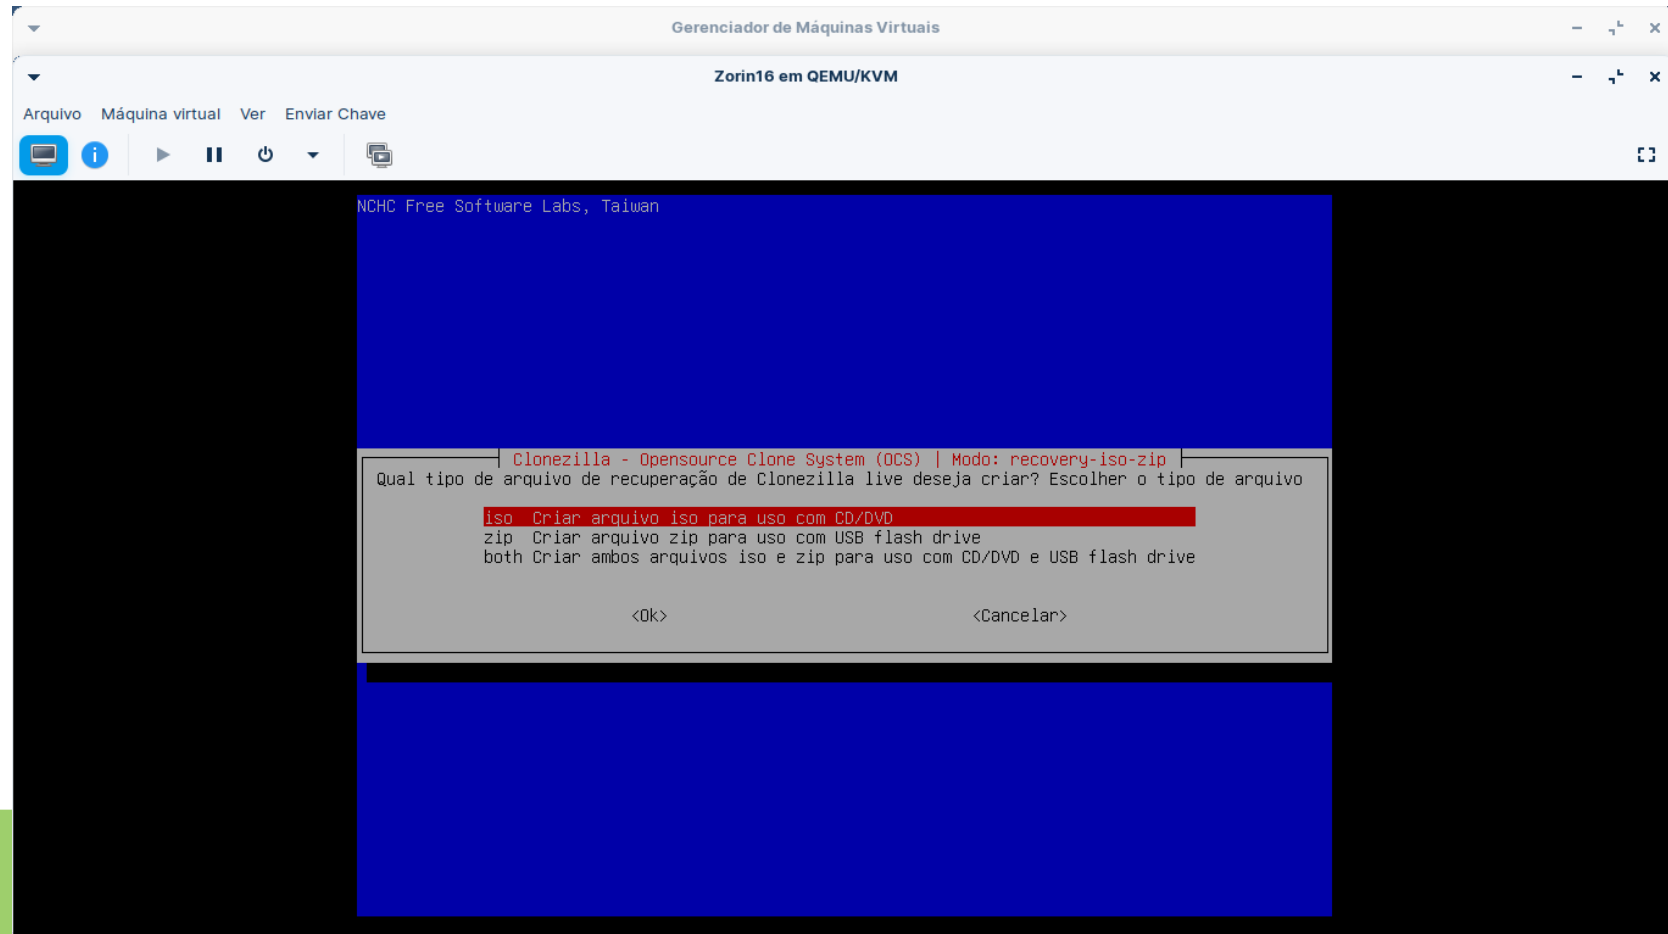 Gerenciador de Máquinas Virtuais
Zorin16 em QEMU/KVM
Arquivo Máquina virtual Ver Enviar Chave
NCHC Free Software Labs, Taiwan
Clonezilla - Opensource Clone System (OCS) | Modo: recovery-iso-zip
Qual tipo de arquivo de recuperação de Clonezilla live deseja criar? Escolher o tipo de arquivo
iso Criar arquivo iso para uso com CD/DVD
zip Criar arquivo zip para uso com USB flash drive
both Criar ambos arquivos iso e zip para uso com CD/DVD e USB flash drive
<Ok> <Cancelar>